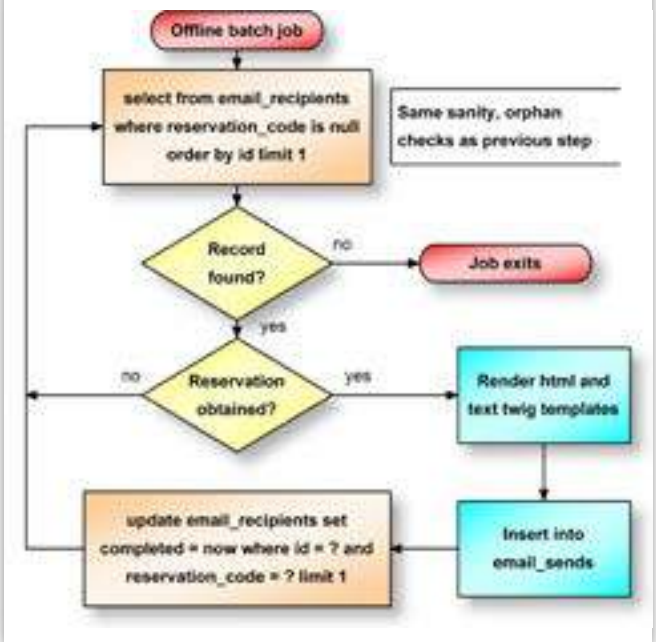 Offline batch job
select from email_recipients
where reservation_code is null
order by id limit 1
Same sanity, orphan
checks as previous step
Record
found?
no
Job exits
yes
Reservation
obtained?
no
yes
Render html and
text twig templates
Insert into
email_sends
update email_recipients set
completed = now where id = ? and
reservation_code = ? limit 1